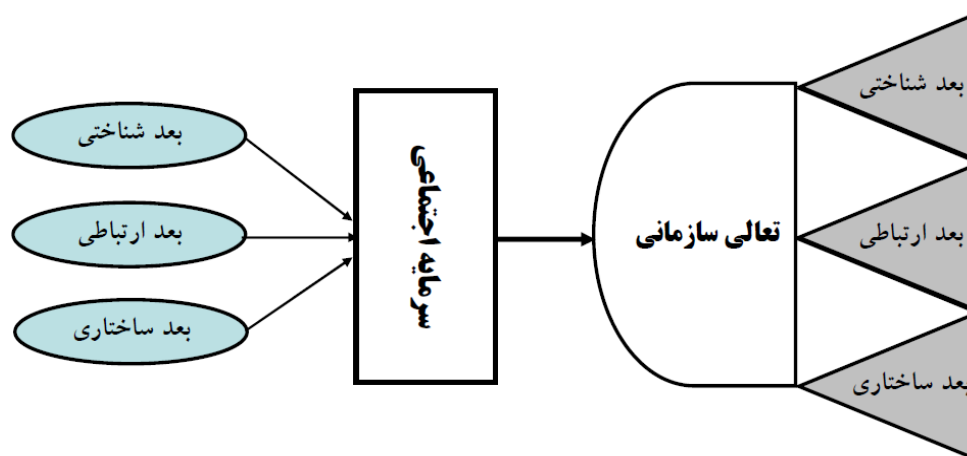 بعد شناختی
بعد ارتباطی
بعد ساختاری
سرمایه اجتماعی
تعالی سازمانی
بعد شناختی
بعد ارتباطی
بعد ساختاری